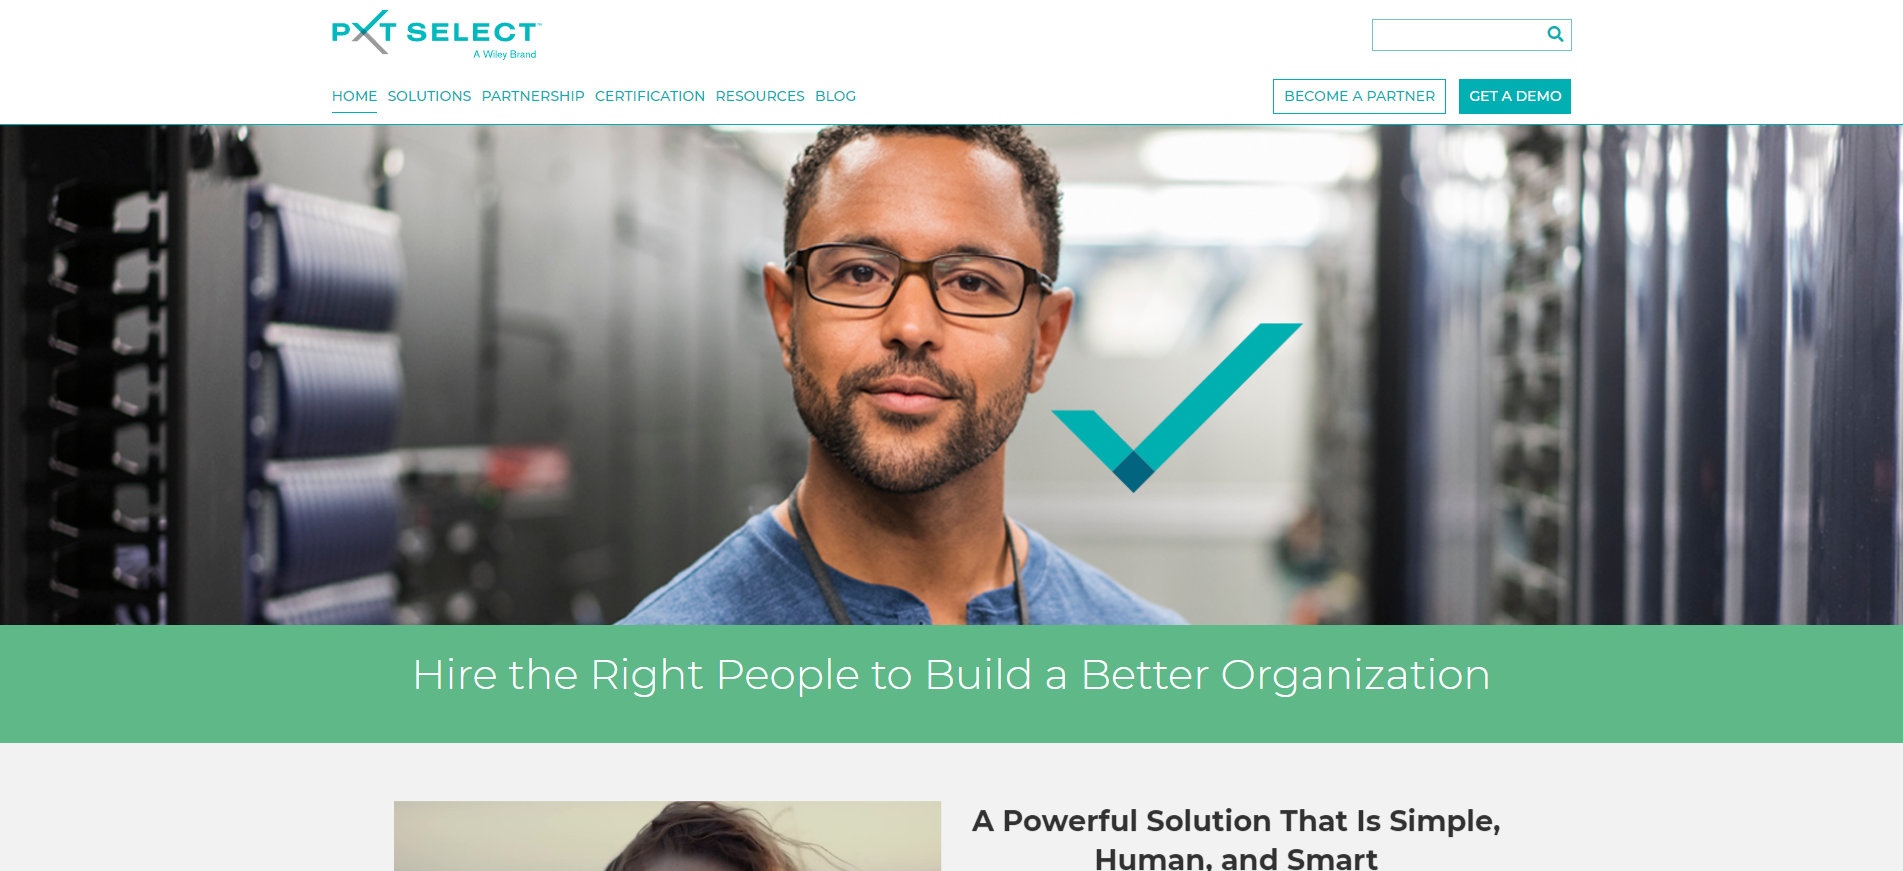 PXT SELECT™
A Wiley Brand
HOME SOLUTIONS PARTNERSHIP CERTIFICATION RESOURCES BLOG
BECOME A PARTNER
GET A DEMO
Hire the Right People to Build a Better Organization
A Powerful Solution That Is Simple,
Human, and Smart